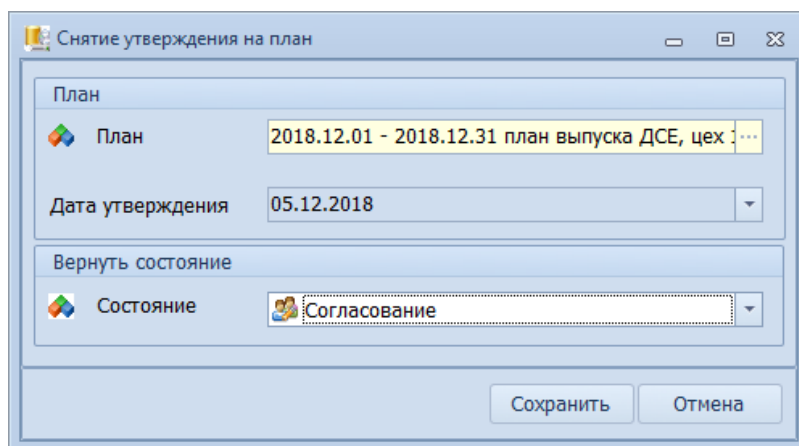 Снятие утверждения на план
План
План
2018.12.01 - 2018.12.31 план выпуска ДСЕ, цех
Дата утверждения
05.12.2018
Вернуть состояние
Состояние
Согласование
Сохранить
Отмена